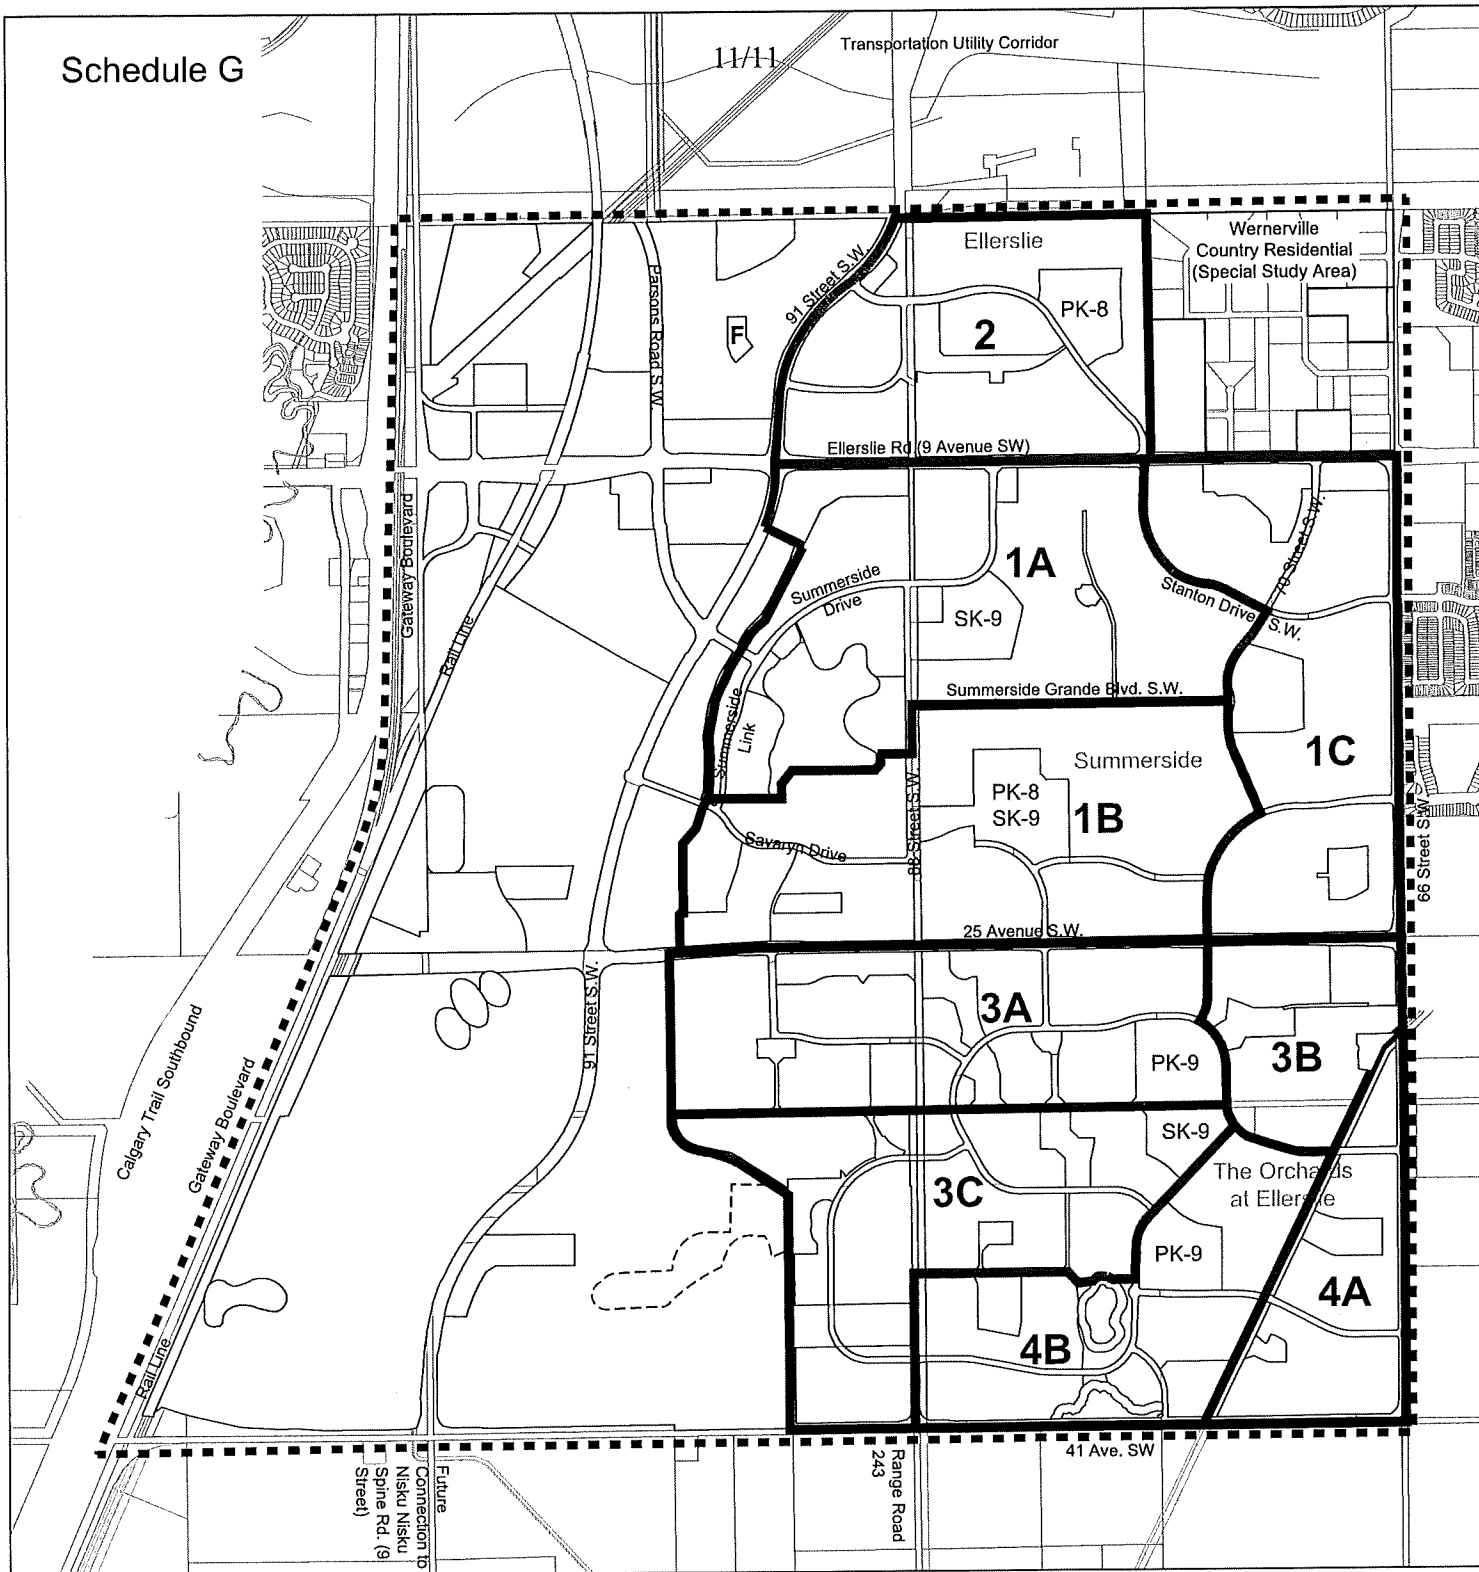 Schedule G
11/11
Transportation Utility Corridor
Ellerslie
Wernerville
Country Residential
(Special Study Area)
91 Street S.W.
Parsons Road S.W.
F
PK-8
2
Ellerslie Rd (9 Avenue SW)
Gateway Boulevard
Rail Line
Summerside
Drive
1A
SK-9
70 Street S.W.
Stanton Drive S.W.
Summerside Grande Blvd. S.W.
Summerside
Link
Summerside
1C
PK-8
SK-9
1B
88 Street S.W.
Savaryn Drive
66 Street S.W.
25 Avenue S.W.
91 Street S.W.
3A
PK-9
3B
Calgary Trail Southbound
Gateway Boulevard
SK-9
The Orchards
at Ellerslie
3C
PK-9
4A
4B
Rail Line
41 Ave. SW
Range Road
243
Future
Connection to
Nisku Nisku
Spine Rd. (9
Street)